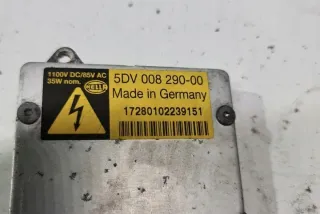 1100V DC/85V AC
35W nom.
HELLA
5DV 008 290-00
Made in Germany
17280102239151